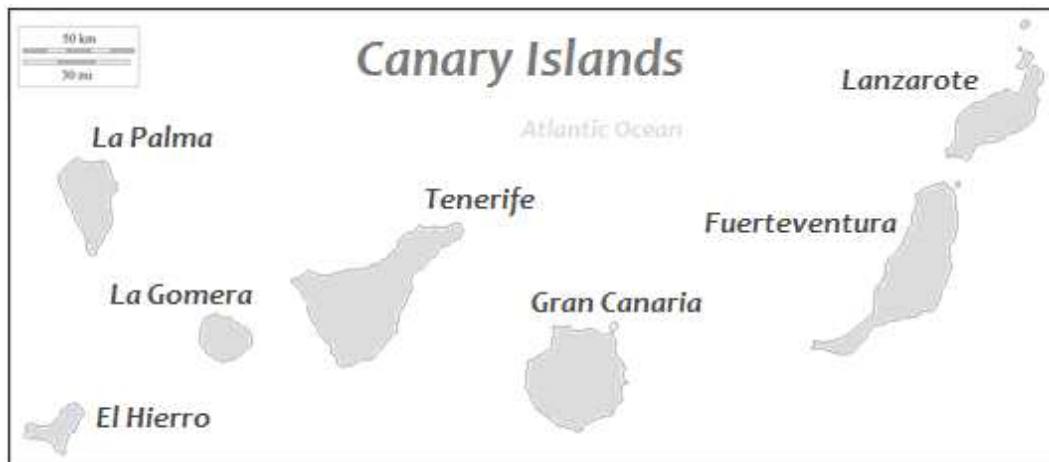 50 km
30 mi
Canary Islands
Lanzarote
Atlantic Ocean
La Palma
Tenerife
Fuerteventura
La Gomera
Gran Canaria
El Hierro